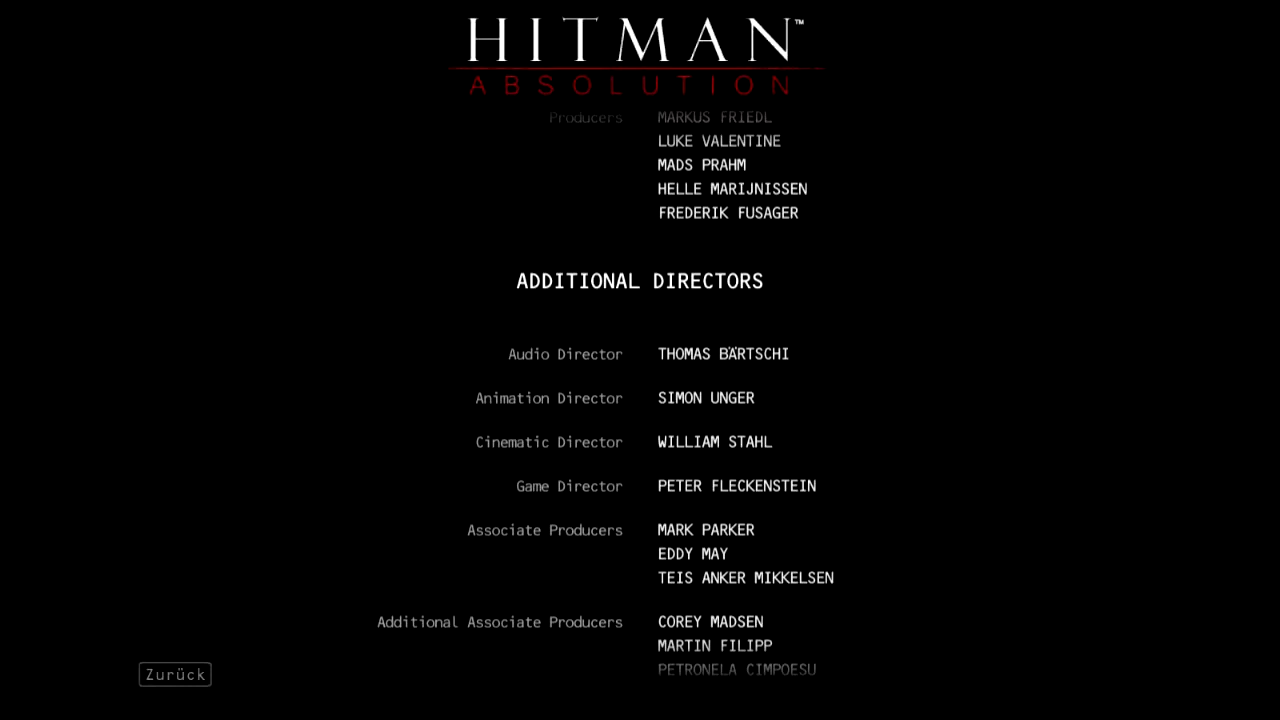 HITMAN™
ABSOLUTION
Producers MARKUS FRIEDL
LUKE VALENTINE
MADS PRAHM
HELLE MARIJNISSEN
FREDERIK FUSAGER
ADDITIONAL DIRECTORS
Audio Director THOMAS BÄRTSCHI
Animation Director SIMON UNGER
Cinematic Director WILLIAM STAHL
Game Director PETER FLECKENSTEIN
Associate Producers MARK PARKER
EDDY MAY
TEIS ANKER MIKKELSEN
Additional Associate Producers COREY MADSEN
MARTIN FILIPP
PETRONELA CIMPOESU
Zurück